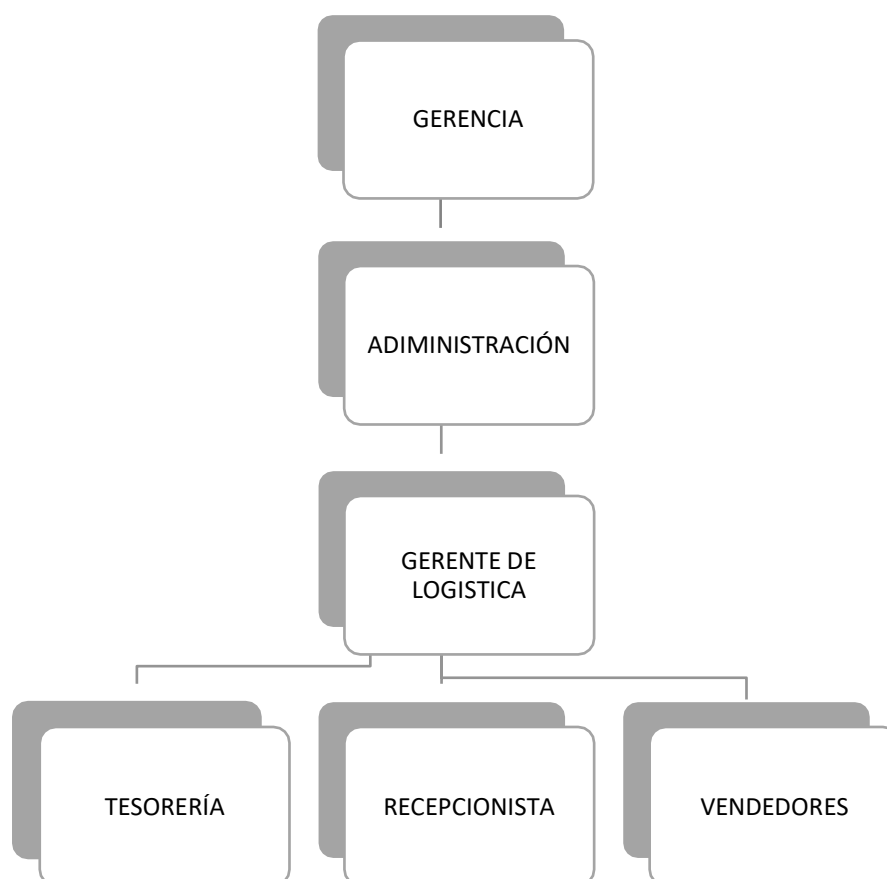 GERENCIA
ADIMINISTRACIÓN
GERENTE DE
LOGISTICA
TESORERÍA
RECEPCIONISTA
VENDEDORES